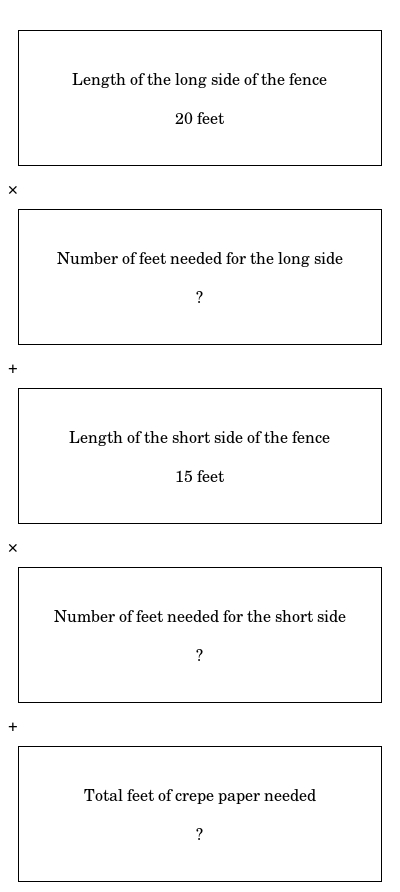 Length of the long side of the fence
20 feet
×
Number of feet needed for the long side
?
+
Length of the short side of the fence
15 feet
×
Number of feet needed for the short side
?
+
Total feet of crepe paper needed
?